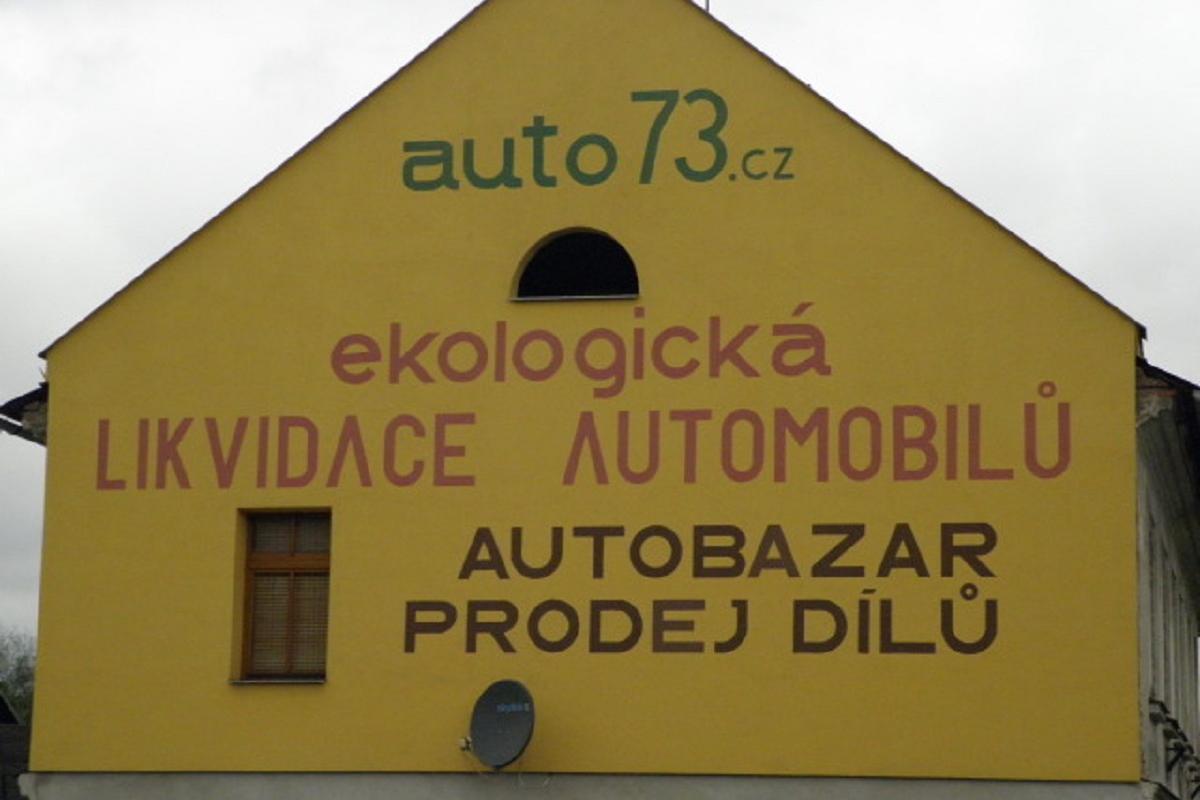 auto73.cz
ekologická
LIKVIDACE AUTOMOBILŮ
AUTOBAZAR
PRODEJ DÍLŮ